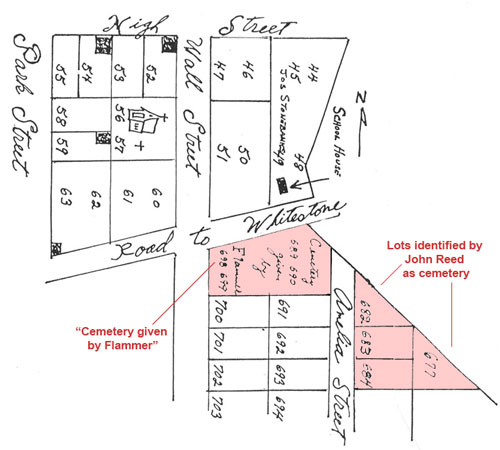 High Street
Park Street
Wall Street
55
54
53
52
47
46
44
45
JOS STONEBANKS
49
48
SCHOOL HOUSE
N
58
59
56
57
51
50
63
62
61
60
Road to Whitestone
Cemetery
given
by
Flammer
689 690
698 699
Lots identified by
John Reed
as cemetery
"Cemetery given
by Flammer"
Amelia Street
700
701
702
703
691
692
693
694
682
683
684
677